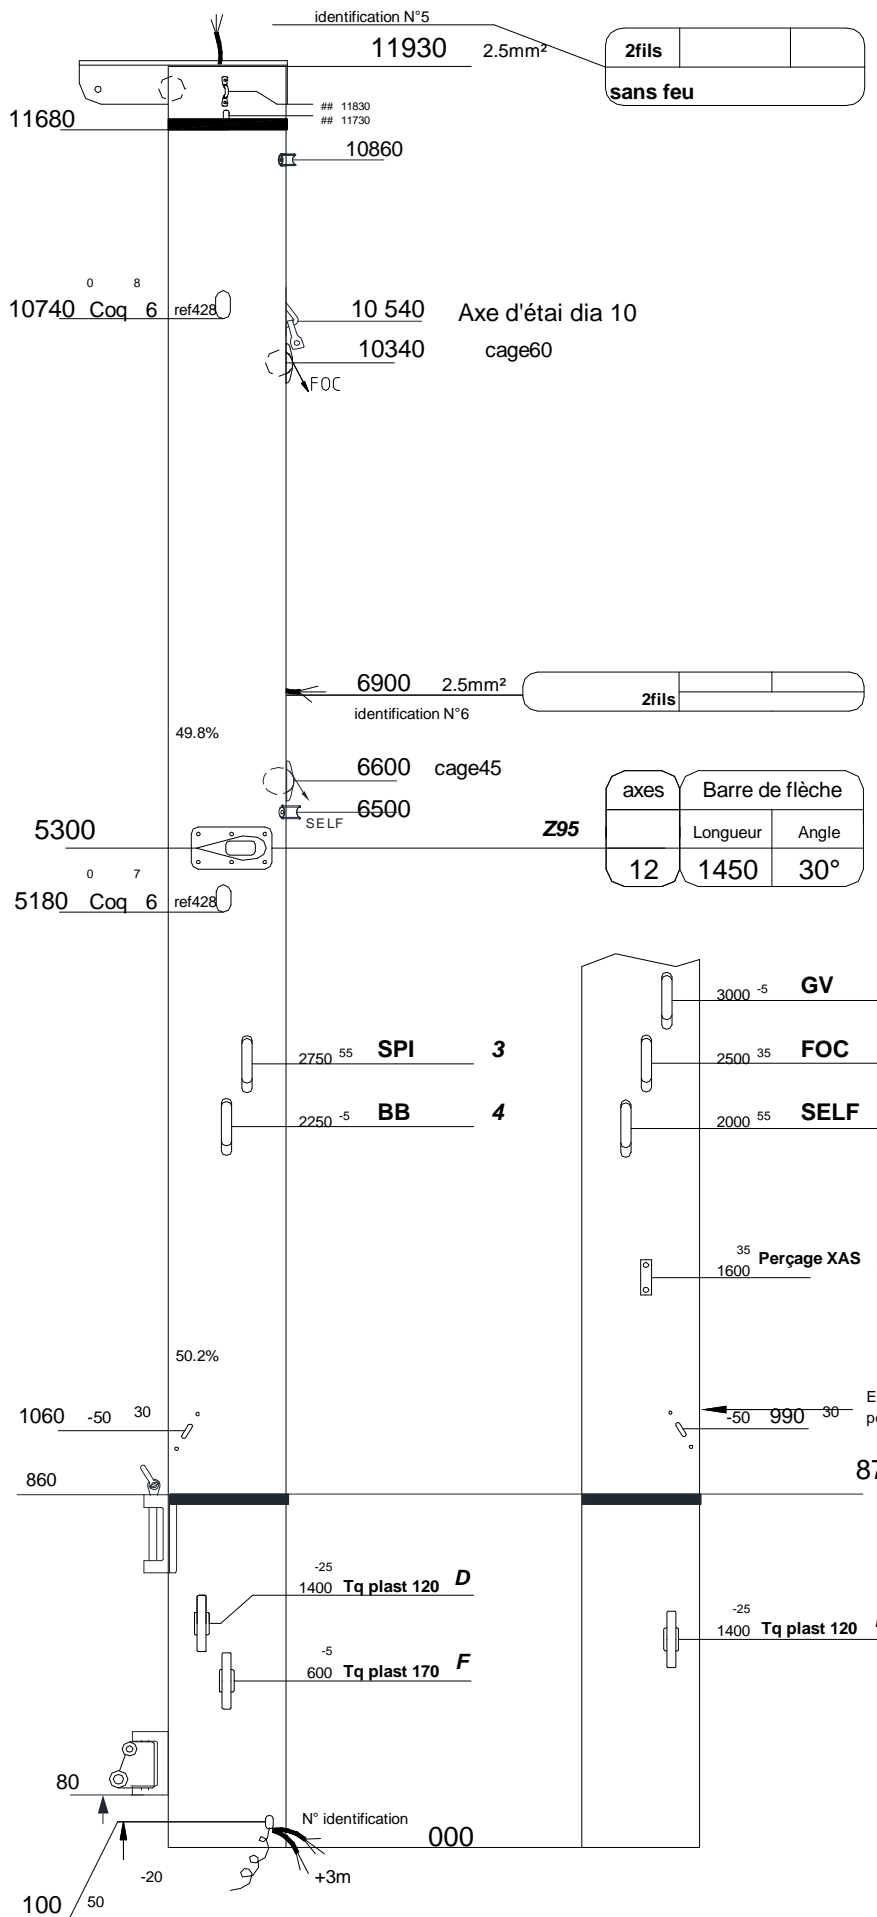 identification N°5
11930 2.5mm²
2fils
sans feu
## 11830
11680
## 11730
10860
0 8
10740 Coq 6 ref428
10 540 Axe d'étai dia 10
10340 cage60
FOC
6900 2.5mm²
2fils
identification N°6
49.8%
6600 cage45
6500
SELF
axes Barre de flèche
5300
Z95
Longueur Angle
12 1450 30°
0 7
5180 Coq 6 ref428
3000 -5 GV
2750 55 SPI 3
2500 35 FOC
2250 -5 BB 4
2000 55 SELF
35
1600 Perçage XAS
50.2%
1060 -50 30
-50 990 30
860
87
-25
1400 Tq plast 120 D
-25
1400 Tq plast 120
-5
600 Tq plast 170 F
80
N° identification
000
-20
+3m
100 50